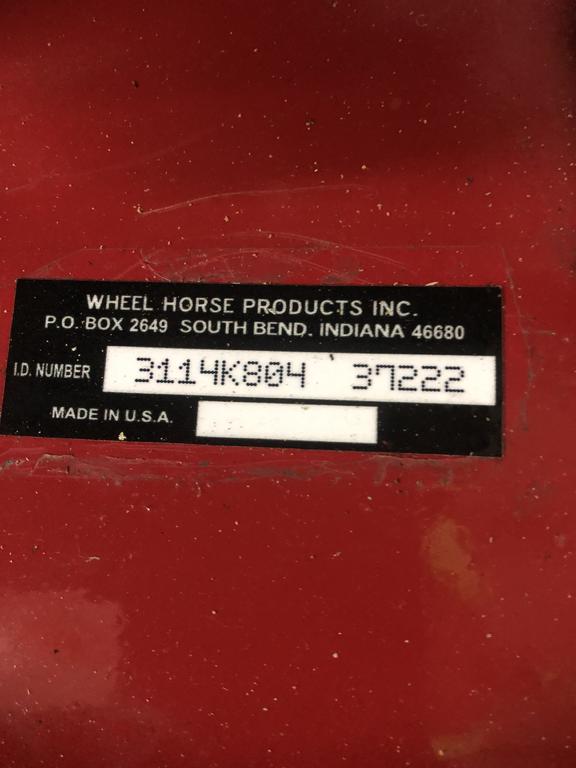 WHEEL HORSE PRODUCTS INC.
P.O. BOX 2649 SOUTH BEND. INDIANA 46680
I.D. NUMBER 3114K804 37222
MADE IN U.S.A.